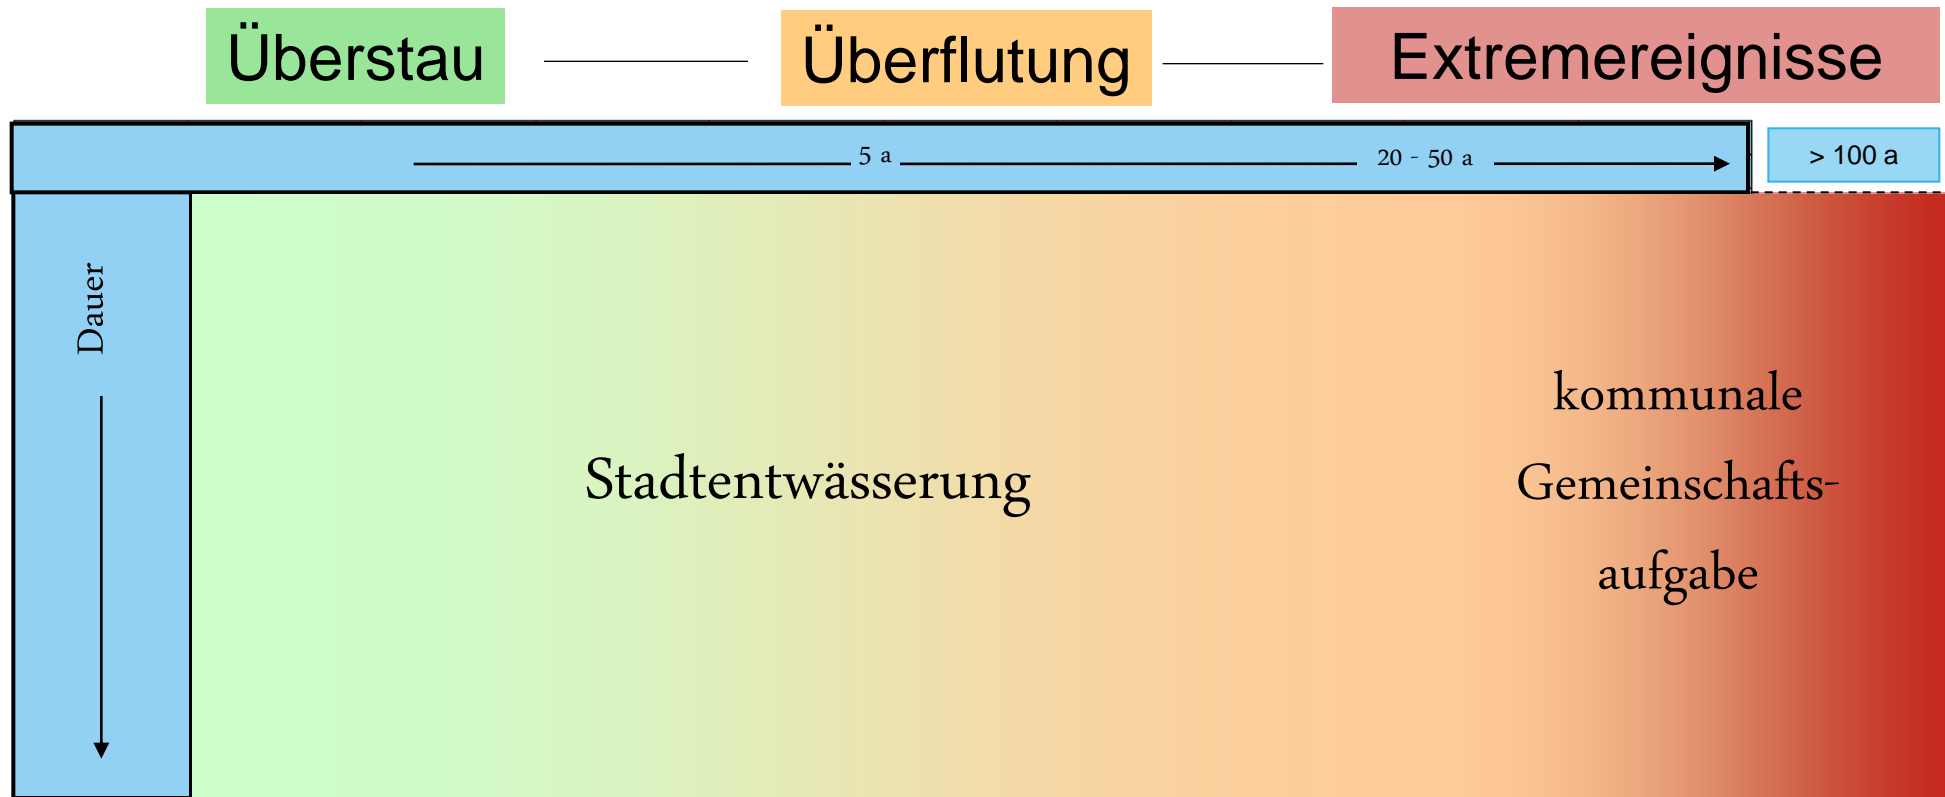 Überstau
Überflutung
Extremereignisse
5 a
20 - 50 a
> 100 a
Dauer
Stadtentwässerung
kommunale
Gemeinschafts-
aufgabe